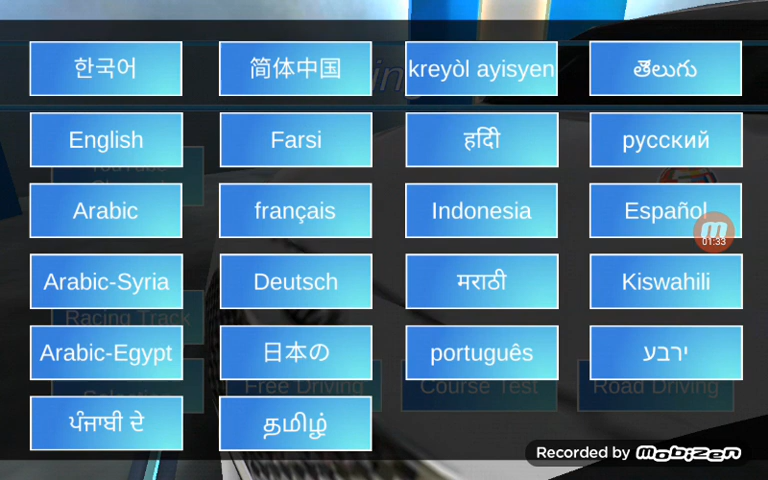 한국어
简体中国
kreyòl ayisyen
తెలుగు
English
Farsi
हिंदी
русский
Arabic
français
Indonesia
Español
01:33
Arabic-Syria
Deutsch
मराठी
Kiswahili
Racing Track
Arabic-Egypt
日本の
português
ירבע
Free Driving
Course Test
Road Driving
ਪੰਜਾਬੀ ਦੇ
தமிழ்
Recorded by Mobizen